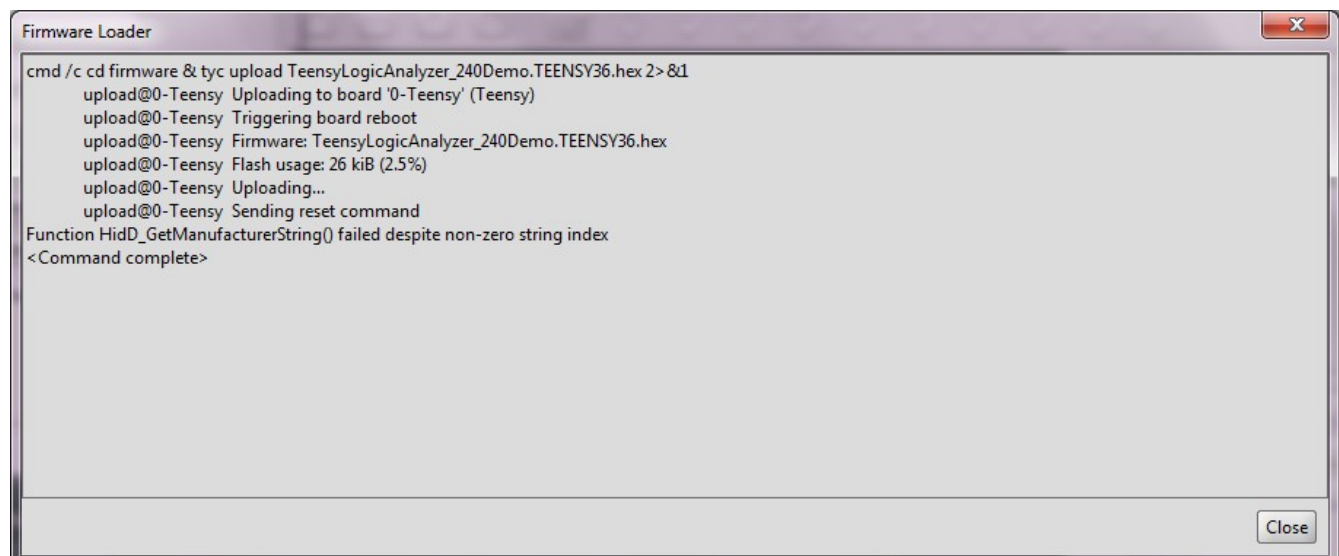 Firmware Loader
cmd /c cd firmware & tyc upload TeensyLogicAnalyzer_240Demo.TEENSY36.hex 2>&1
upload@0-Teensy Uploading to board '0-Teensy' (Teensy)
upload@0-Teensy Triggering board reboot
upload@0-Teensy Firmware: TeensyLogicAnalyzer_240Demo.TEENSY36.hex
upload@0-Teensy Flash usage: 26 kiB (2.5%)
upload@0-Teensy Uploading...
upload@0-Teensy Sending reset command
Function HidD_GetManufacturerString() failed despite non-zero string index
<Command complete>
Close